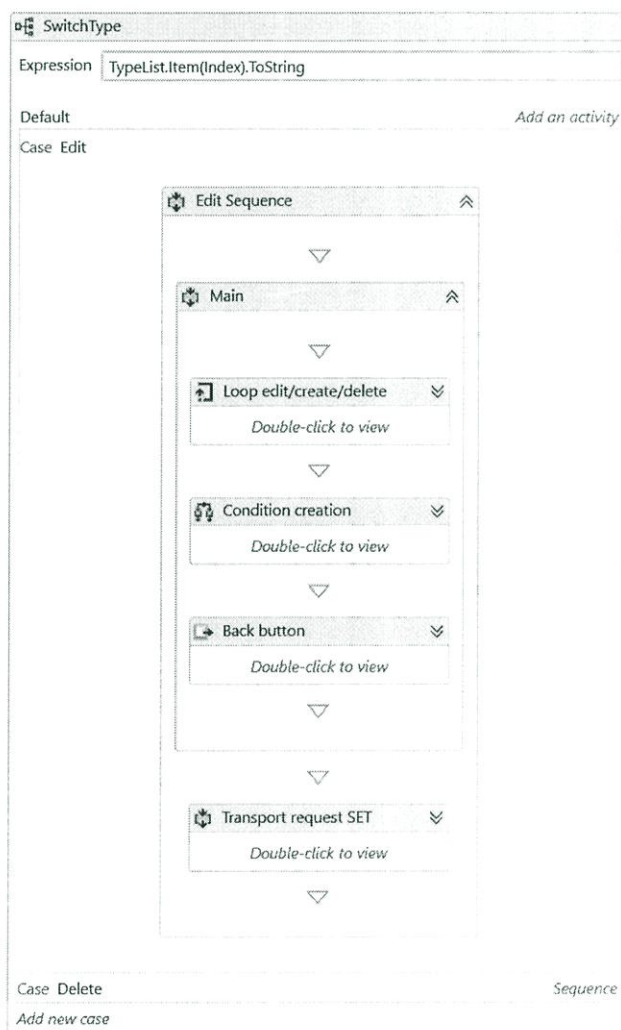 SwitchType
Expression TypeList.Item(Index).ToString
Default Add an activity
Case Edit
Edit Sequence
Main
Loop edit/create/delete
Double-click to view
Condition creation
Double-click to view
Back button
Double-click to view
Transport request SET
Double-click to view
Case Delete Sequence
Add new case